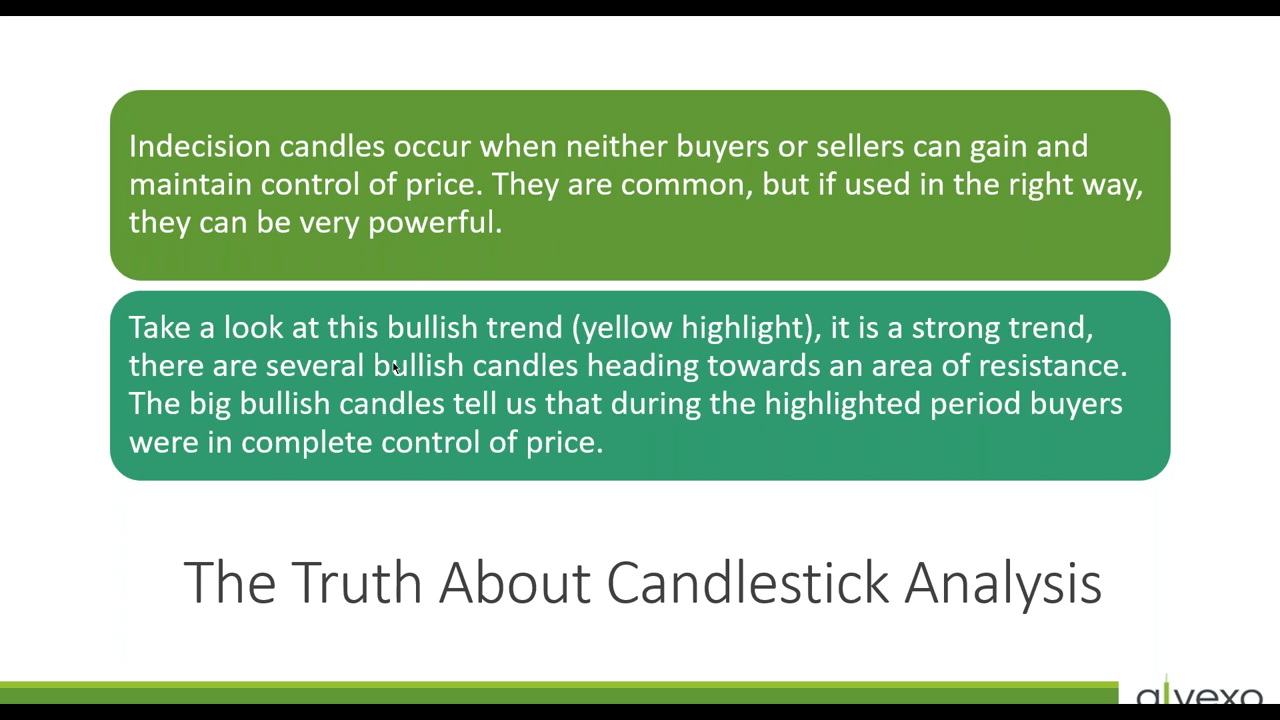 Indecision candles occur when neither buyers or sellers can gain and
maintain control of price. They are common, but if used in the right way,
they can be very powerful.
Take a look at this bullish trend (yellow highlight), it is a strong trend,
there are several bullish candles heading towards an area of resistance.
The big bullish candles tell us that during the highlighted period buyers
were in complete control of price.
The Truth About Candlestick Analysis
alvexo